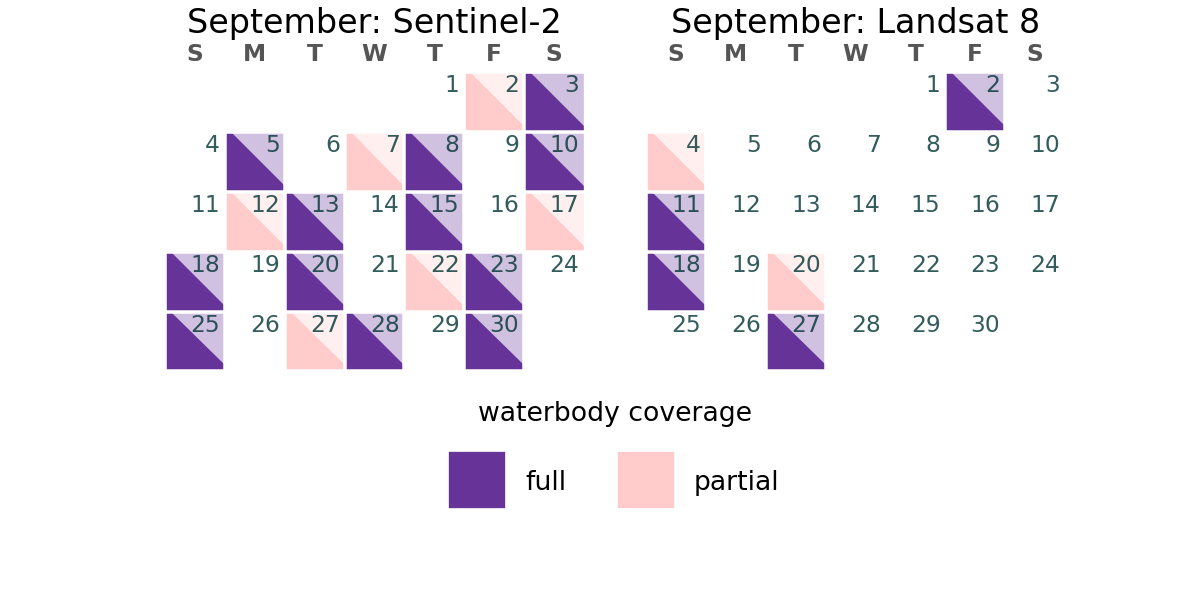 September: Sentinel-2
S M T W T F S
1 2 3
4 5 6 7 8 9 10
11 12 13 14 15 16 17
18 19 20 21 22 23 24
25 26 27 28 29 30
September: Landsat 8
S M T W T F S
1 2 3
4 5 6 7 8 9 10
11 12 13 14 15 16 17
18 19 20 21 22 23 24
25 26 27 28 29 30
waterbody coverage
full partial